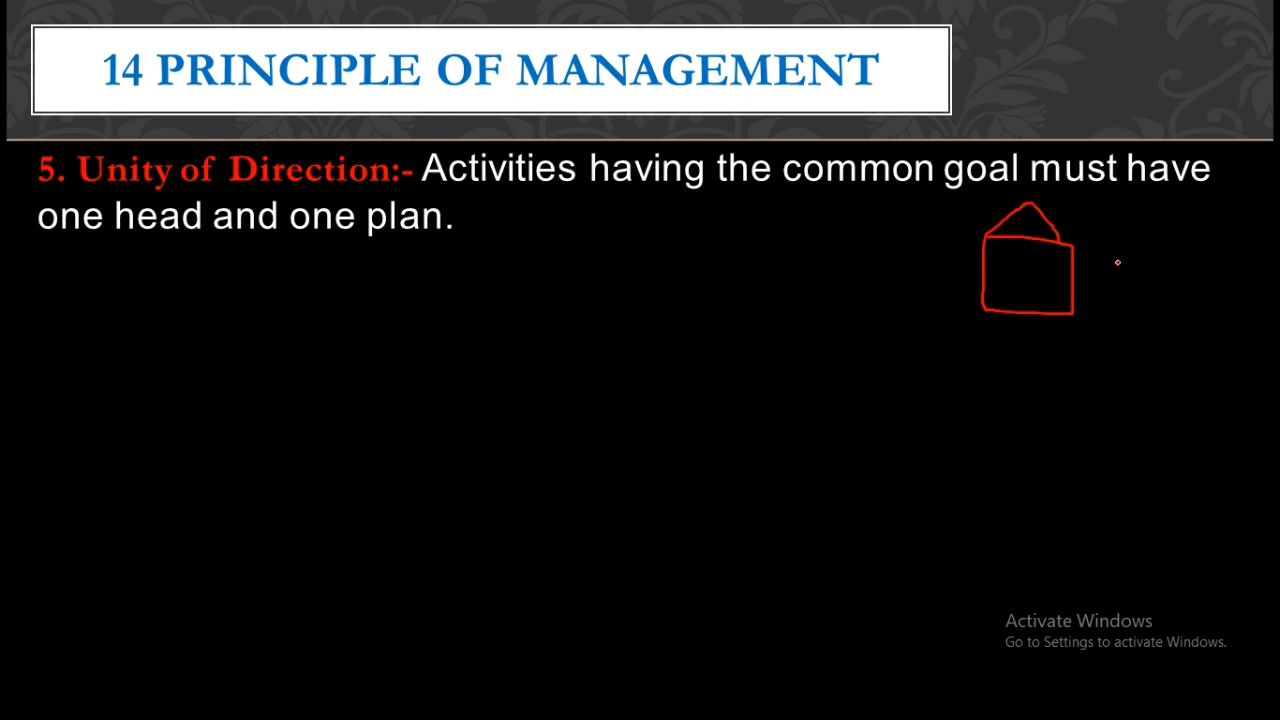 14 PRINCIPLE OF MANAGEMENT
5. Unity of Direction:- Activities having the common goal must have
one head and one plan.
Activate Windows
Go to Settings to activate Windows.